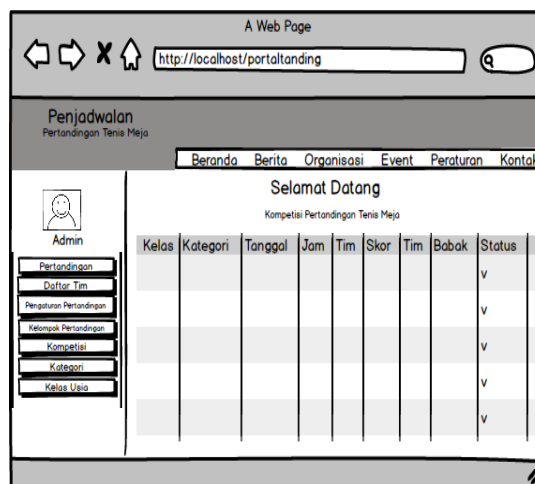 A Web Page
http://localhost/portaltanding
Penjadwalan
Pertandingan Tenis Meja
Beranda Berita Organisasi Event Peraturan Kontak
Selamat Datang
Kompetisi Pertandingan Tenis Meja
Admin
Kelas Kategori Tanggal Jam Tim Skor Tim Babak Status
Pertandingan
Daftar Tim
Pengaturan Pertandingan
Kelompok Pertandingan
Kompetisi
Kategori
Kelas Usia
v
v
v
v
v